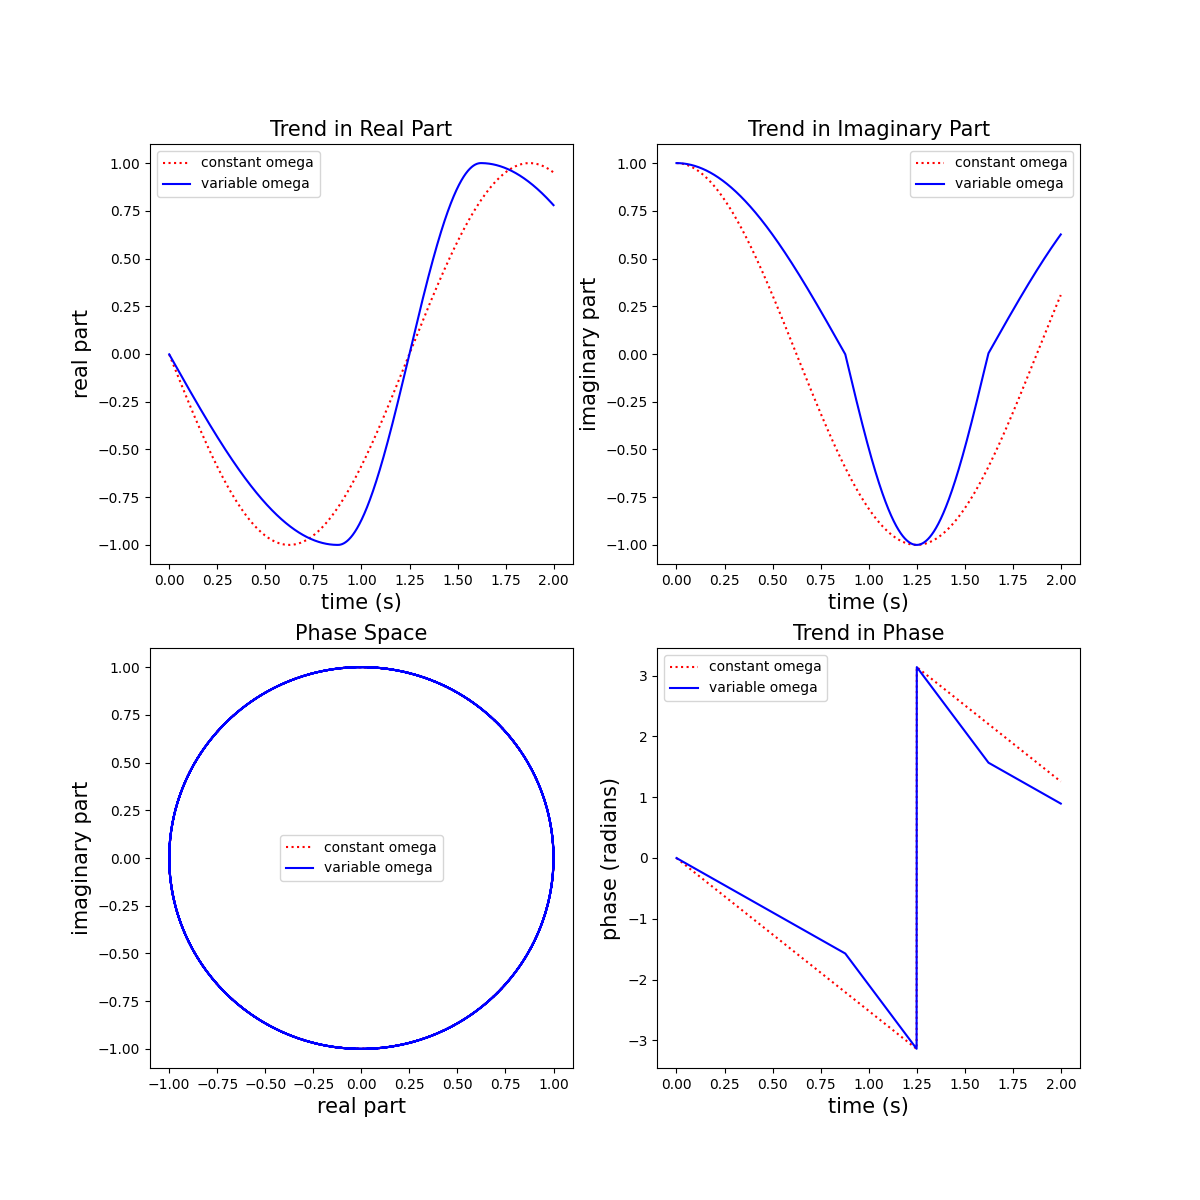 Trend in Real Part
constant omega
variable omega
1.00
0.75
0.50
0.25
0.00
−0.25
−0.50
−0.75
−1.00
real part
0.00 0.25 0.50 0.75 1.00 1.25 1.50 1.75 2.00
time (s)
Trend in Imaginary Part
constant omega
variable omega
1.00
0.75
0.50
0.25
0.00
−0.25
−0.50
−0.75
−1.00
imaginary part
0.00 0.25 0.50 0.75 1.00 1.25 1.50 1.75 2.00
time (s)
Phase Space
1.00
0.75
0.50
0.25
0.00
−0.25
−0.50
−0.75
−1.00
imaginary part
constant omega
variable omega
−1.00 −0.75 −0.50 −0.25 0.00 0.25 0.50 0.75 1.00
real part
Trend in Phase
constant omega
variable omega
3
2
1
0
−1
−2
−3
phase (radians)
0.00 0.25 0.50 0.75 1.00 1.25 1.50 1.75 2.00
time (s)